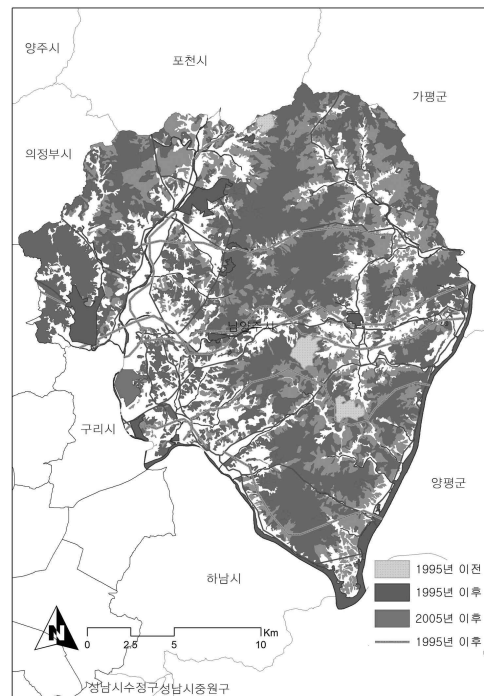 양주시
포천시
가평군
의정부시
남양주시
구리시
양평군
하남시
1995년 이전
1995년 이후
2005년 이후
1995년 이후
N
Km
0 2.5 5 10
성남시수정구성남시중원구